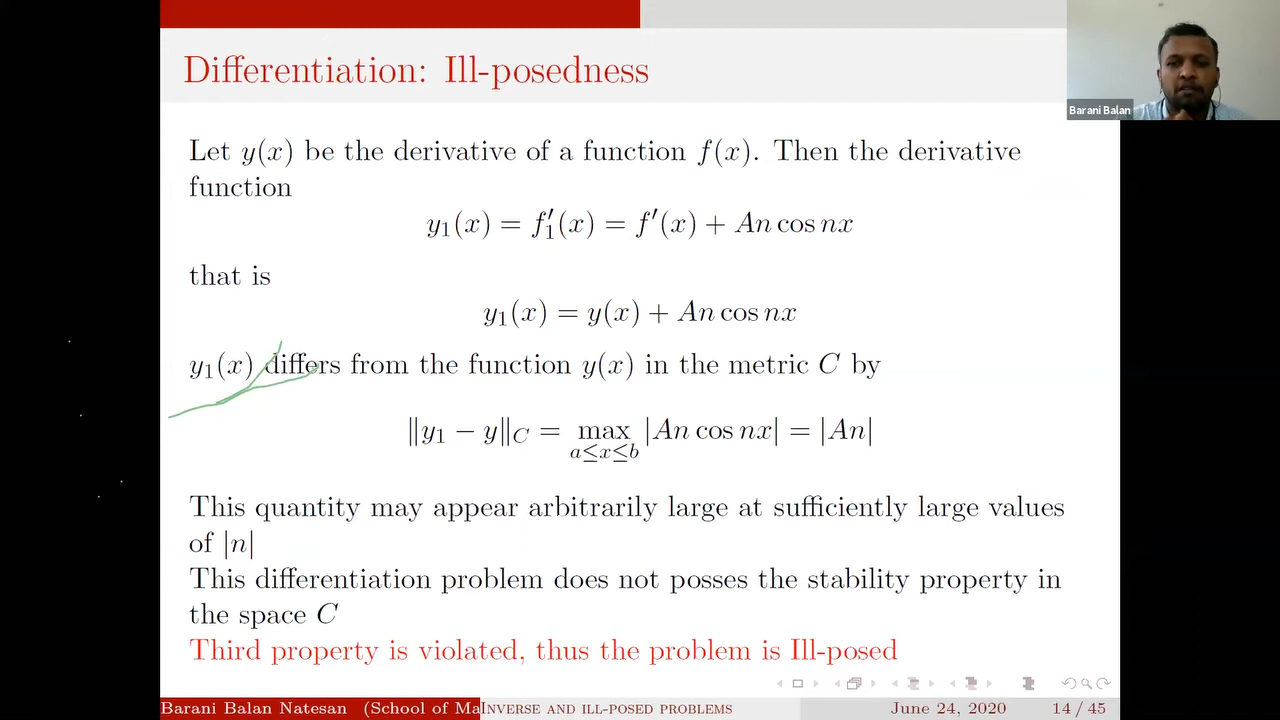 Differentiation: Ill-posedness
Barani Balan
Let y(x) be the derivative of a function f(x). Then the derivative
function
y₁(x) = f₁′(x) = f′(x) + An cos nx
that is
y₁(x) = y(x) + An cos nx
y₁(x) differs from the function y(x) in the metric C by
‖y₁ − y‖_C = max_{a≤x≤b} |An cos nx| = |An|
This quantity may appear arbitrarily large at sufficiently large values
of |n|
This differentiation problem does not posses the stability property in
the space C
Third property is violated, thus the problem is Ill-posed
Barani Balan Natesan (School of Ma Inverse and ill-posed problems June 24, 2020 14 / 45